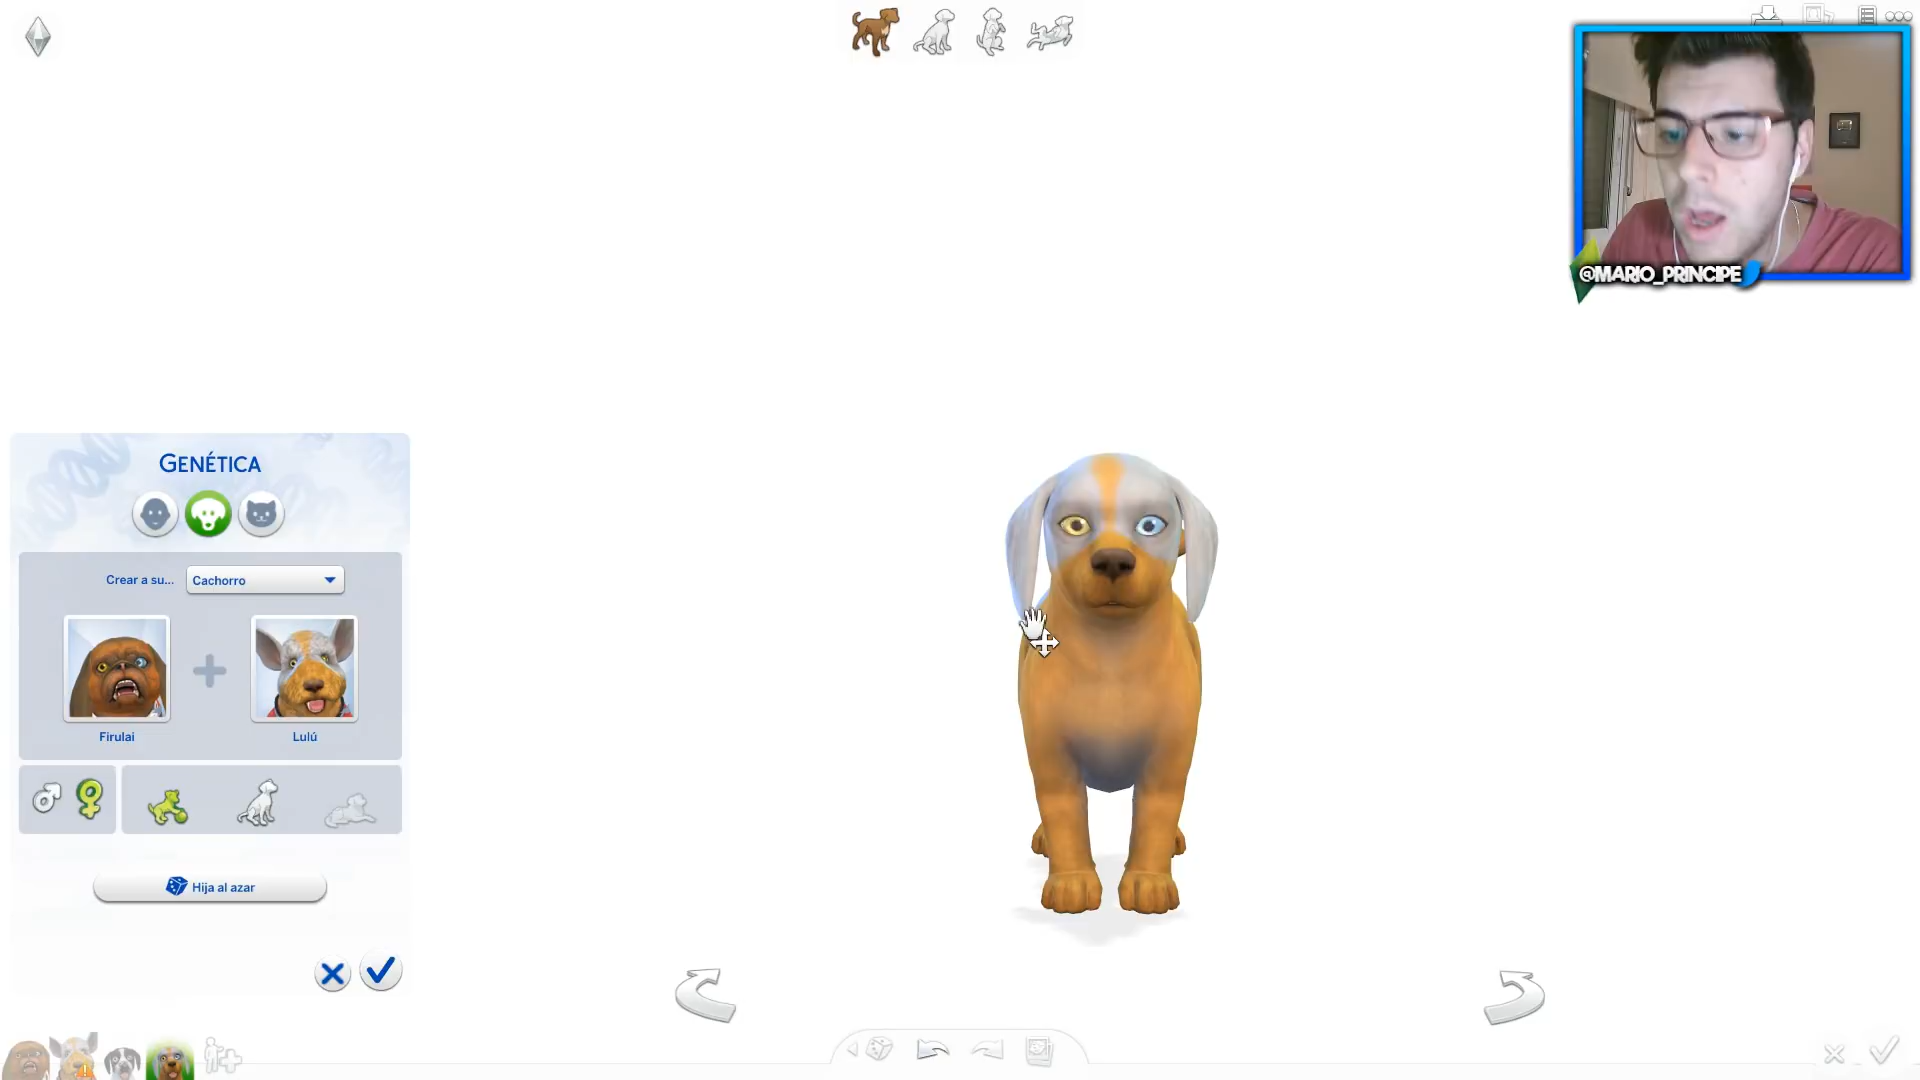 @MARIO_PRINCIPE
GENÉTICA
Crear a su... Cachorro
Firulai Lulú
Hija al azar